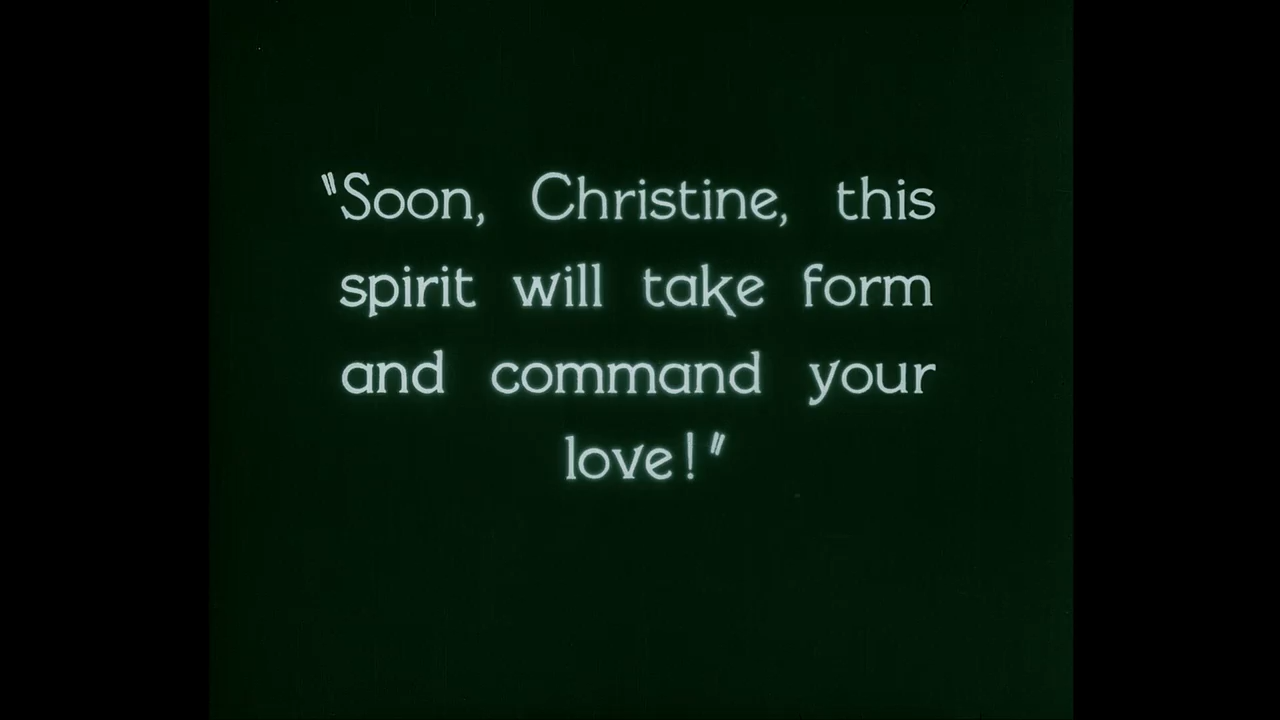 "Soon, Christine, this
spirit will take form
and command your
love!"